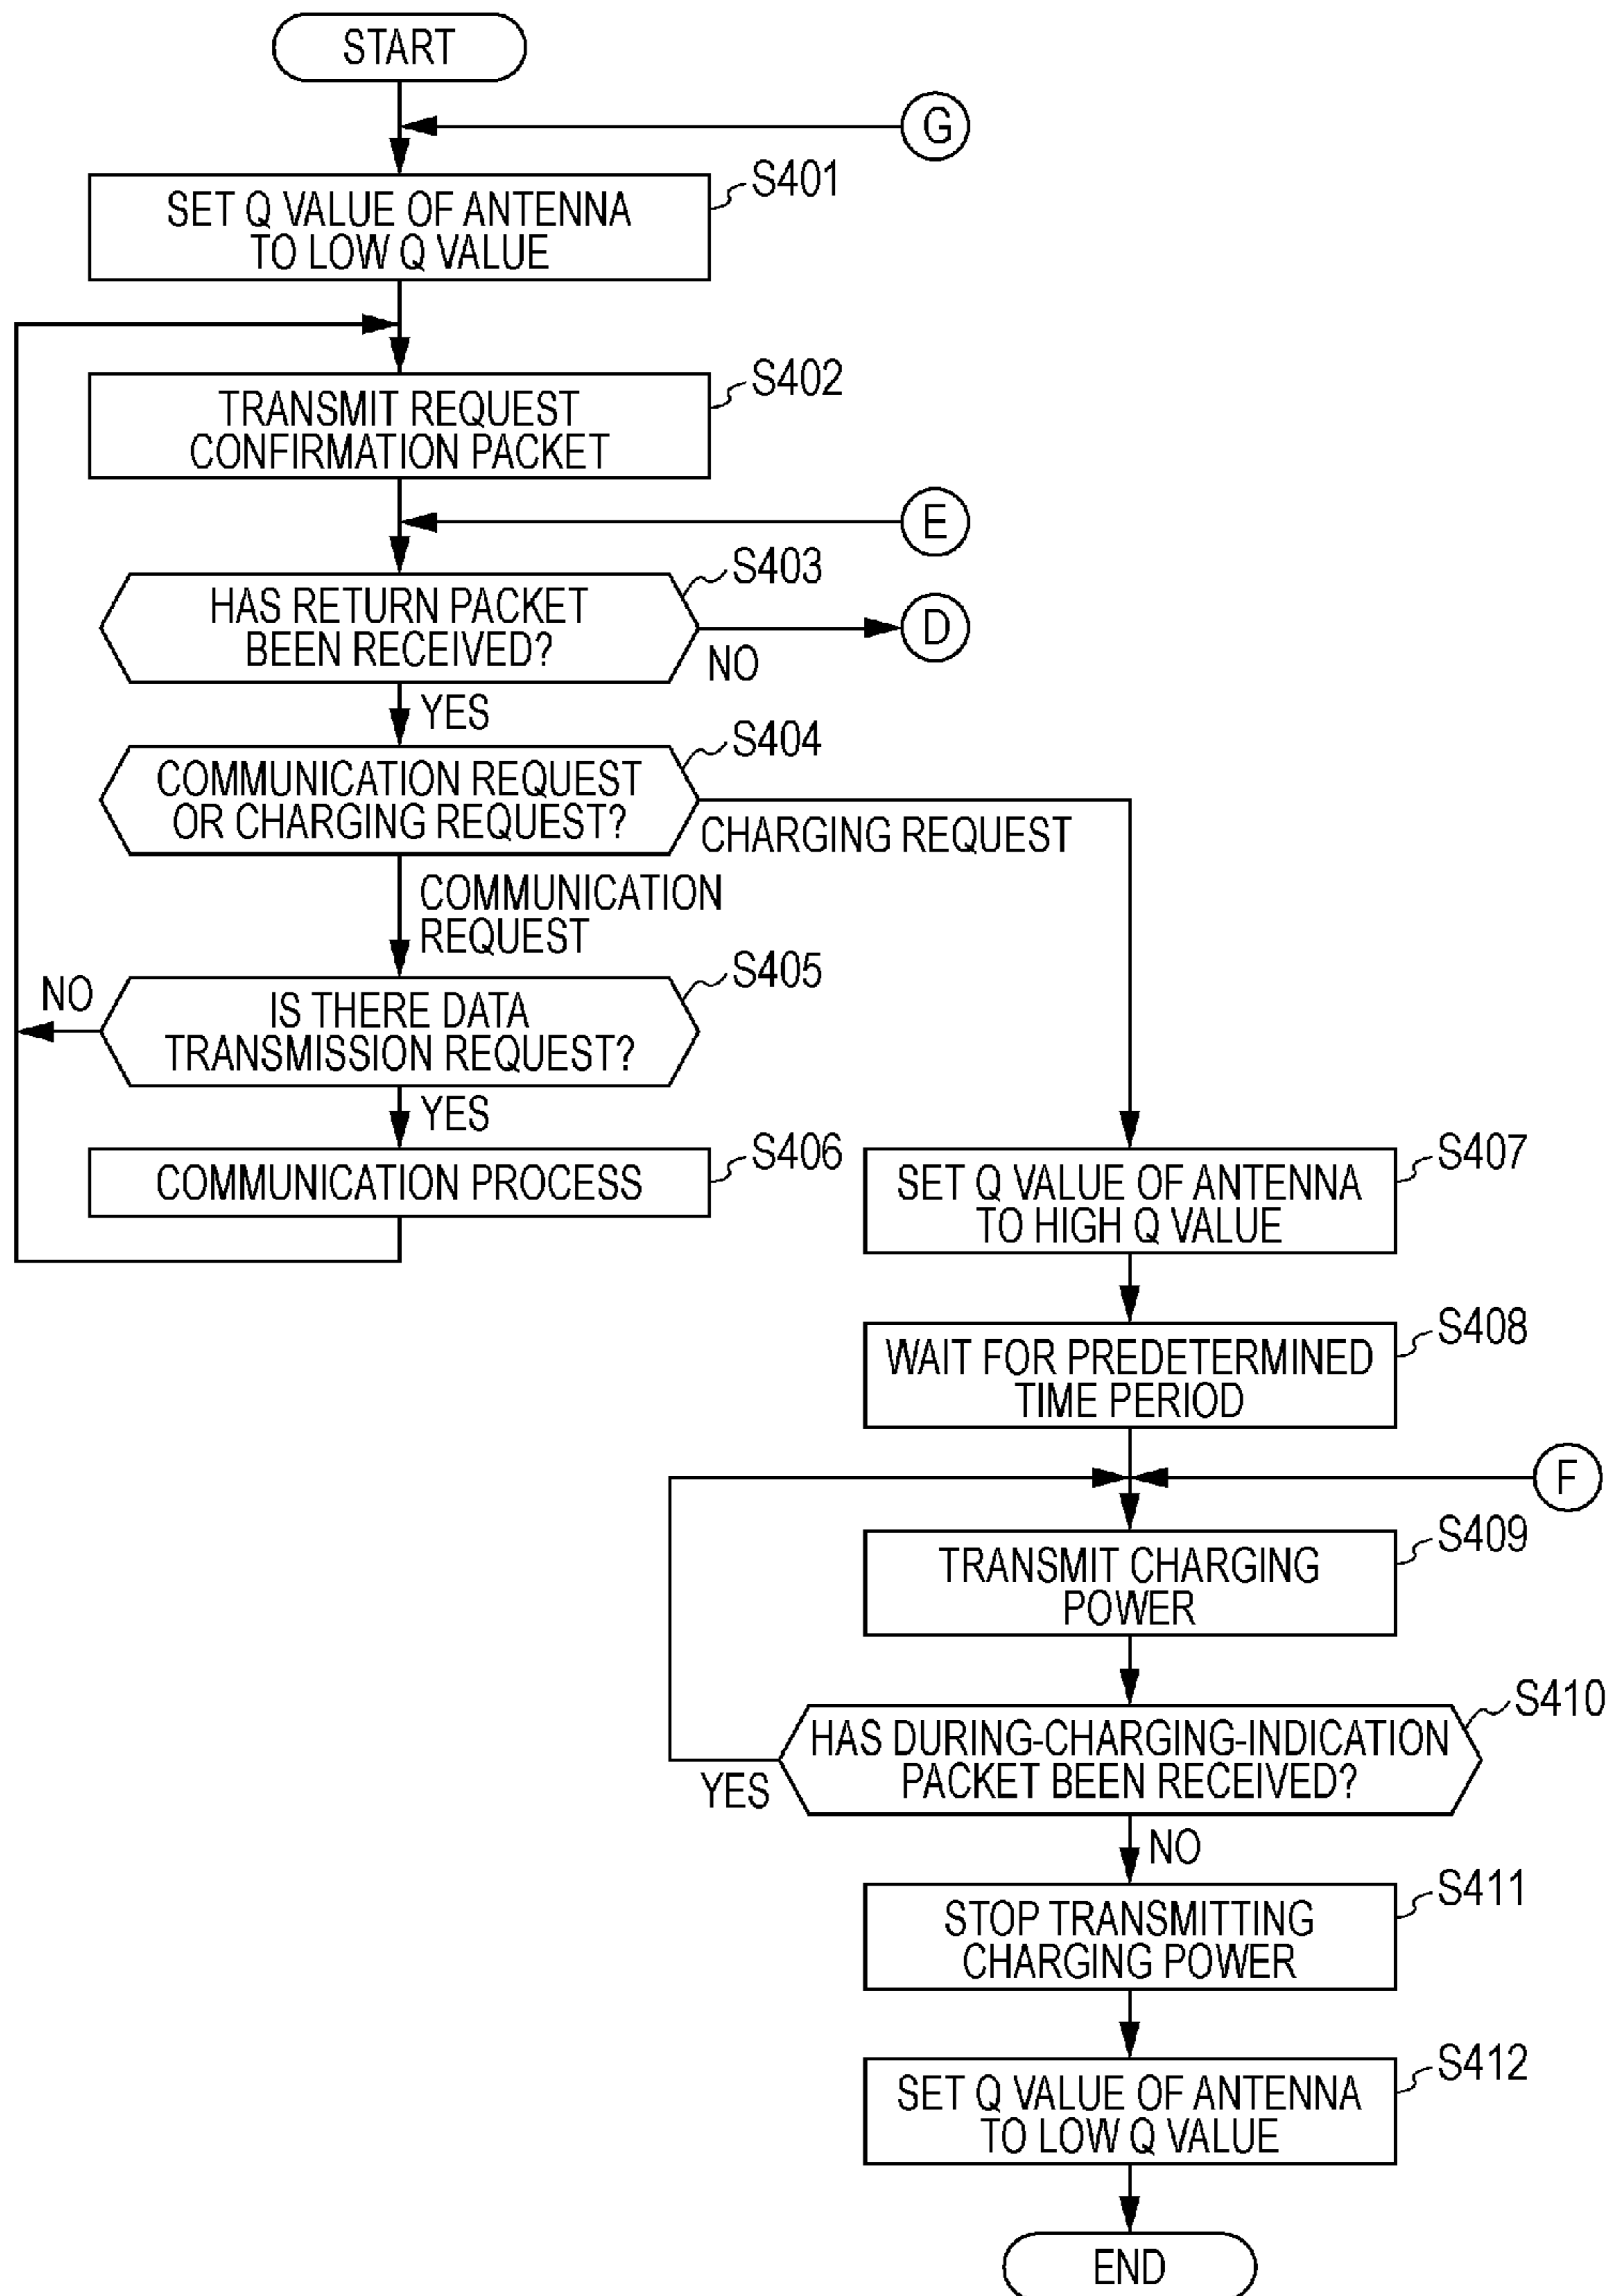 START
G
S401
SET Q VALUE OF ANTENNA
TO LOW Q VALUE
S402
TRANSMIT REQUEST
CONFIRMATION PACKET
E
S403
HAS RETURN PACKET
BEEN RECEIVED?
D
NO
YES
S404
COMMUNICATION REQUEST
OR CHARGING REQUEST?
CHARGING REQUEST
COMMUNICATION
REQUEST
S405
NO
IS THERE DATA
TRANSMISSION REQUEST?
YES
S406
COMMUNICATION PROCESS
S407
SET Q VALUE OF ANTENNA
TO HIGH Q VALUE
S408
WAIT FOR PREDETERMINED
TIME PERIOD
F
S409
TRANSMIT CHARGING
POWER
S410
HAS DURING-CHARGING-INDICATION
PACKET BEEN RECEIVED?
YES
NO
S411
STOP TRANSMITTING
CHARGING POWER
S412
SET Q VALUE OF ANTENNA
TO LOW Q VALUE
END